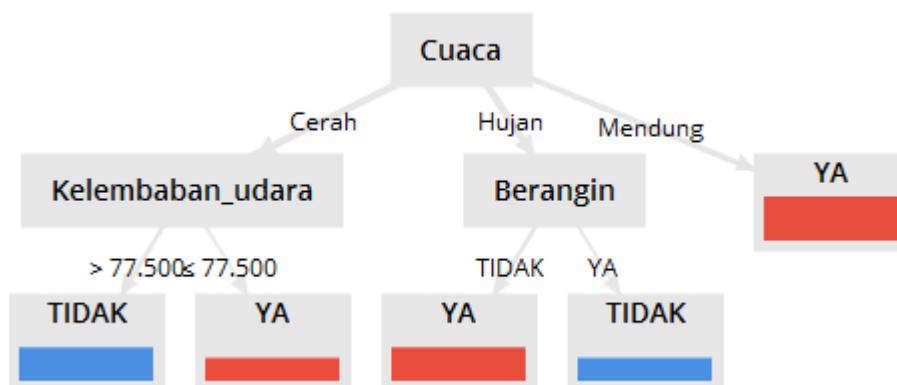 Cuaca
Cerah
Hujan
Mendung
Kelembaban_udara
Berangin
YA
> 77.500
≤ 77.500
TIDAK
YA
TIDAK
YA
YA
TIDAK